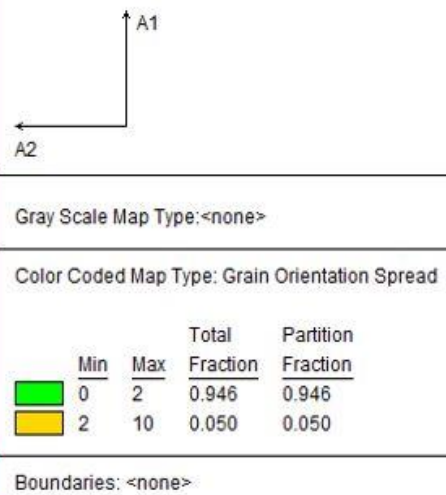 A1
A2
Gray Scale Map Type:<none>
Color Coded Map Type: Grain Orientation Spread
Total Partition
Min Max Fraction Fraction
0 2 0.946 0.946
2 10 0.050 0.050
Boundaries: <none>